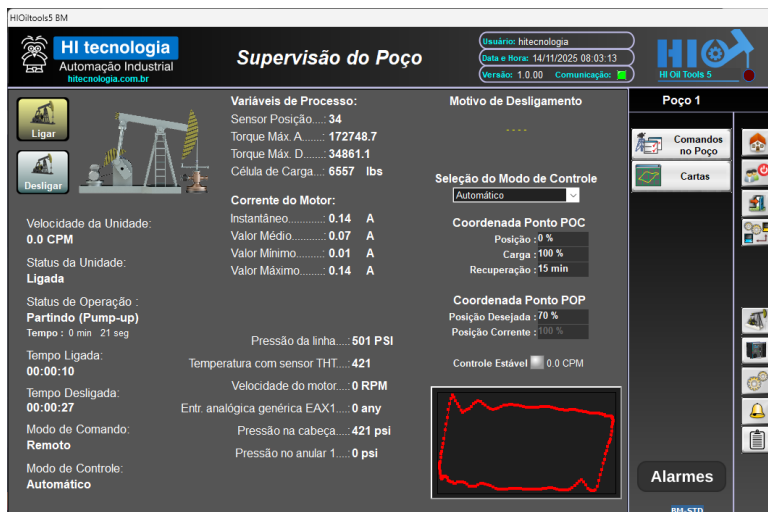 HIOiltools5 BM
HI tecnologia
Automação Industrial
hitecnologia.com.br
Supervisão do Poço
Usuário: hitecnologia
Data e Hora: 14/11/2025 08:03:13
Versão: 1.0.00 Comunicação:
HIO
HI Oil Tools 5
Ligar
Desligar
Velocidade da Unidade:
0.0 CPM
Status da Unidade:
Ligada
Status de Operação :
Partindo (Pump-up)
Tempo : 0 min 21 seg
Tempo Ligada:
00:00:10
Tempo Desligada:
00:00:27
Modo de Comando:
Remoto
Modo de Controle:
Automático
Variáveis de Processo:
Sensor Posição....: 34
Torque Máx. A.......: 172748.7
Torque Máx. D.......: 34861.1
Célula de Carga...: 6557 lbs
Corrente do Motor:
Instantâneo............: 0.14 A
Valor Médio...........: 0.07 A
Valor Mínimo..........: 0.01 A
Valor Máximo.........: 0.14 A
Pressão da linha....: 501 PSI
Temperatura com sensor THT....: 421
Velocidade do motor....: 0 RPM
Entr. analógica genérica EAX1....: 0 any
Pressão na cabeça....: 421 psi
Pressão no anular 1....: 0 psi
Motivo de Desligamento
----
Seleção do Modo de Controle
Automático
Coordenada Ponto POC
Posição : 0 %
Carga : 100 %
Recuperação : 15 min
Coordenada Ponto POP
Posição Desejada : 70 %
Posição Corrente : 100 %
Controle Estável 0.0 CPM
Poço 1
Comandos
no Poço
Cartas
Alarmes
BM-STD